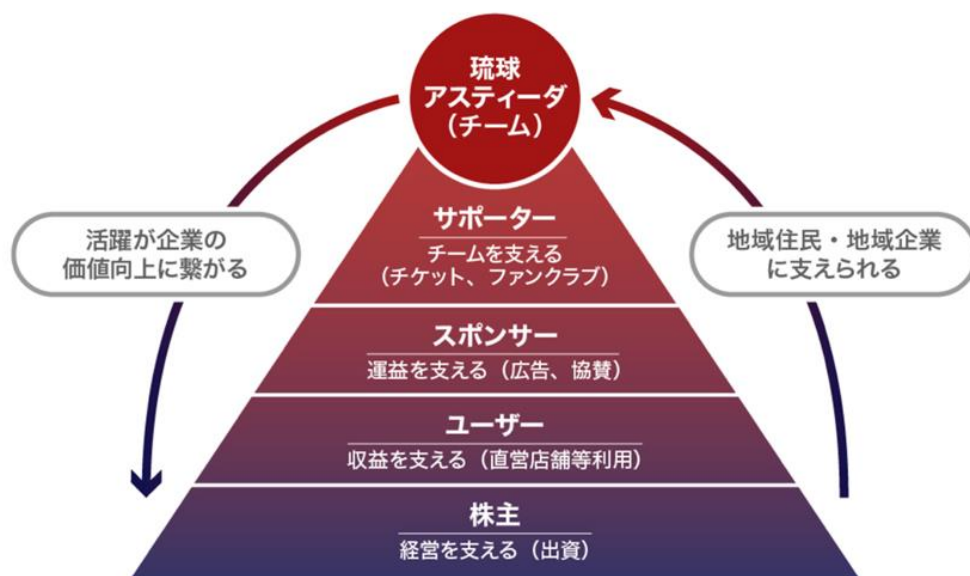 琉球
アスティーダ
(チーム)
サポーター
チームを支える
(チケット、ファンクラブ)
活躍が企業の
価値向上に繋がる
地域住民・地域企業
に支えられる
スポンサー
運益を支える（広告、協賛）
ユーザー
収益を支える（直営店舗等利用）
株主
経営を支える（出資）